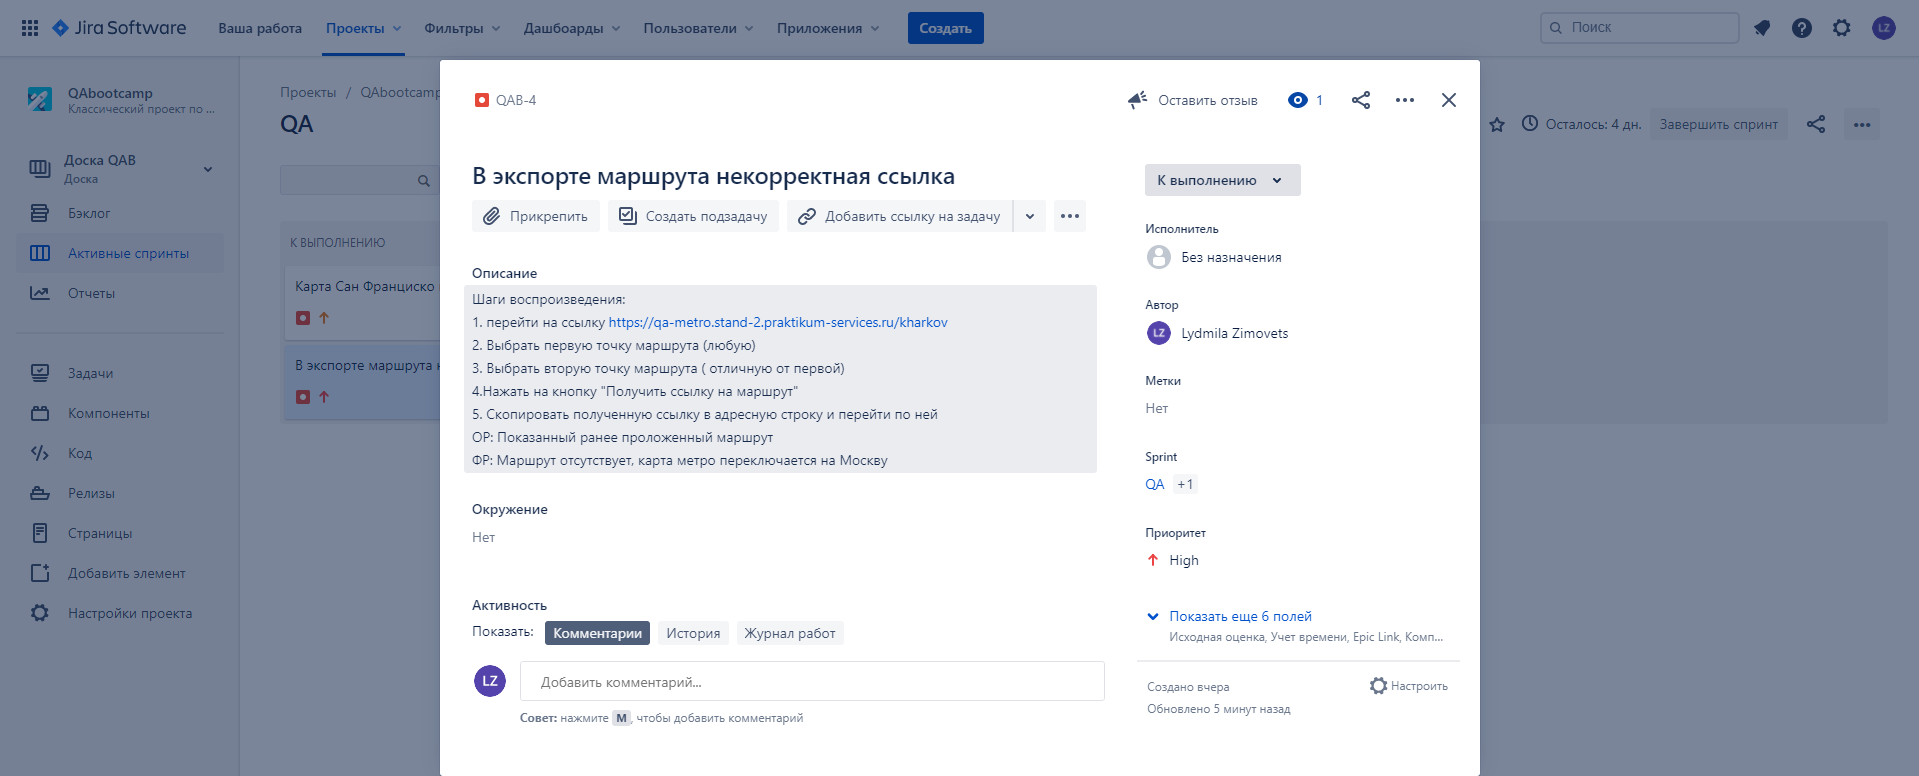 Jira Software
Ваша работа
Проекты
Фильтры
Дашборды
Пользователи
Приложения
Создать
Поиск
LZ
QAbootcamp
Классический проект по ...
Доска QAB
Доска
Бэклог
Активные спринты
Отчеты
Задачи
Компоненты
Код
Релизы
Страницы
Добавить элемент
Настройки проекта
Проекты / QAbootcamp
QA
К ВЫПОЛНЕНИЮ
Карта Сан Франциско
В экспорте маршрута
Осталось: 4 дн.
Завершить спринт
QAB-4
Оставить отзыв
1
В экспорте маршрута некорректная ссылка
Прикрепить
Создать подзадачу
Добавить ссылку на задачу
Описание
Шаги воспроизведения:
1. перейти на ссылку https://qa-metro.stand-2.praktikum-services.ru/kharkov
2. Выбрать первую точку маршрута (любую)
3. Выбрать вторую точку маршрута ( отличную от первой)
4.Нажать на кнопку "Получить ссылку на маршрут"
5. Скопировать полученную ссылку в адресную строку и перейти по ней
ОР: Показанный ранее проложенный маршрут
ФР: Маршрут отсутствует, карта метро переключается на Москву
Окружение
Нет
Активность
Показать:
Комментарии
История
Журнал работ
LZ
Добавить комментарий...
Совет: нажмите M, чтобы добавить комментарий
К выполнению
Исполнитель
Без назначения
Автор
LZ
Lydmila Zimovets
Метки
Нет
Sprint
QA +1
Приоритет
High
Показать еще 6 полей
Исходная оценка, Учет времени, Epic Link, Комп...
Создано вчера
Настроить
Обновлено 5 минут назад